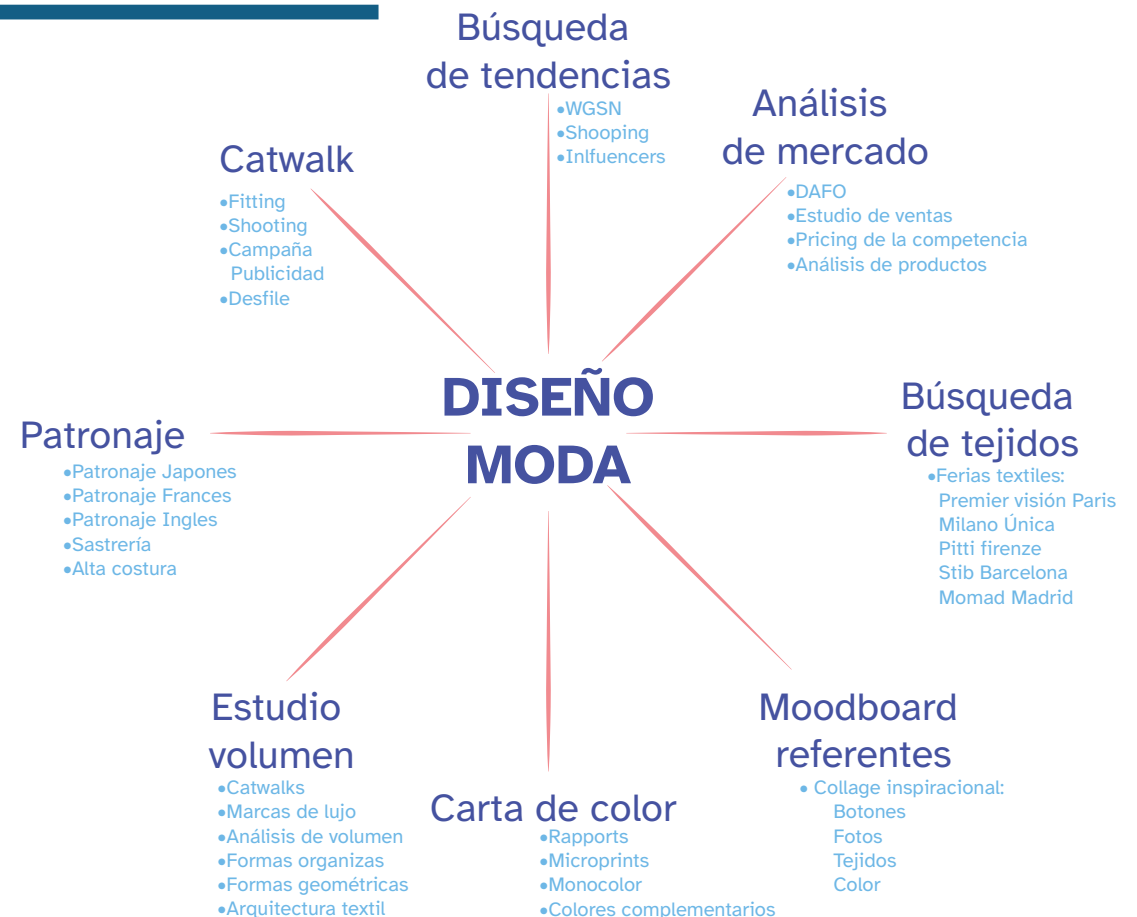 Búsqueda
de tendencias
•WGSN
•Shooping
•Inlfuencers
Análisis
de mercado
•DAFO
•Estudio de ventas
•Pricing de la competencia
•Análisis de productos
Catwalk
•Fitting
•Shooting
•Campaña
Publicidad
•Desfile
DISEÑO
MODA
Búsqueda
de tejidos
•Ferias textiles:
Premier visión Paris
Milano Única
Pitti firenze
Stib Barcelona
Momad Madrid
Patronaje
•Patronaje Japones
•Patronaje Frances
•Patronaje Ingles
•Sastrería
•Alta costura
Estudio
volumen
•Catwalks
•Marcas de lujo
•Análisis de volumen
•Formas organizas
•Formas geométricas
•Arquitectura textil
Carta de color
•Rapports
•Microprints
•Monocolor
•Colores complementarios
Moodboard
referentes
• Collage inspiracional:
Botones
Fotos
Tejidos
Color